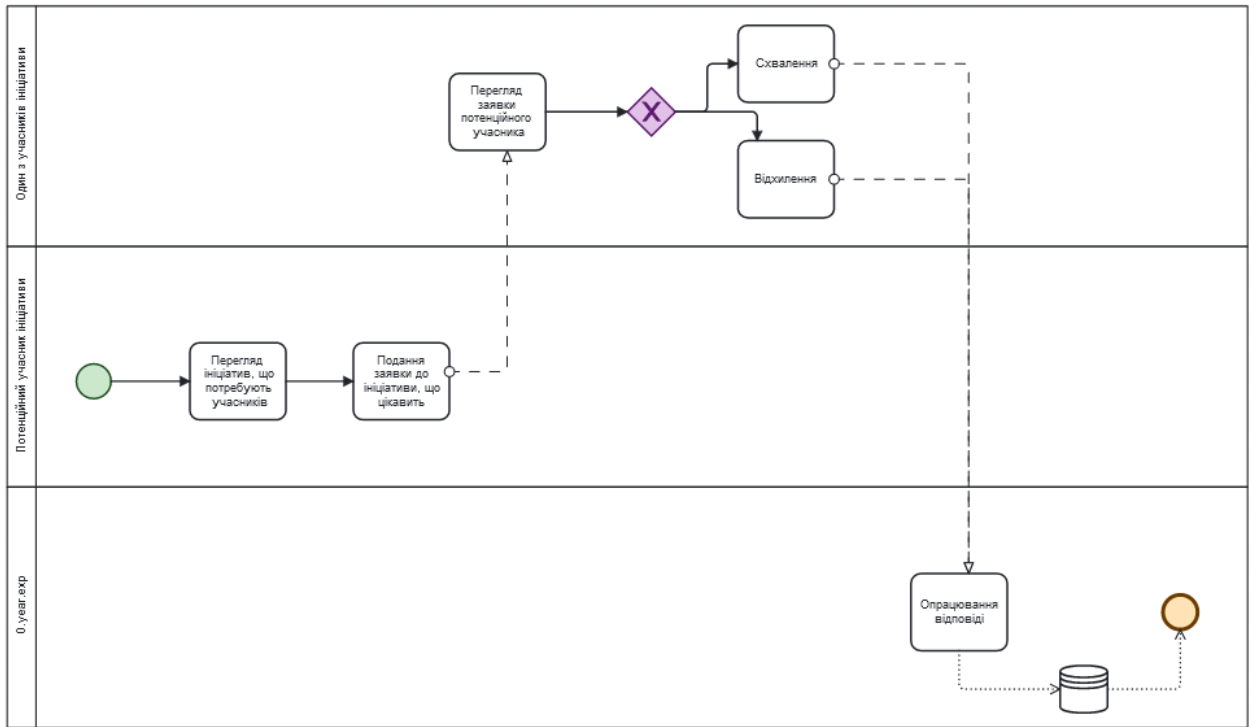 Один з учасників ініціативи
Перегляд
заявки
потенційного
учасника
X
Схвалення
Відхилення
Потенційний учасник ініціативи
Перегляд
ініціатив, що
потребують
учасників
Подання
заявки до
ініціативи, що
цікавить
0.year.exp
Опрацювання
відповіді